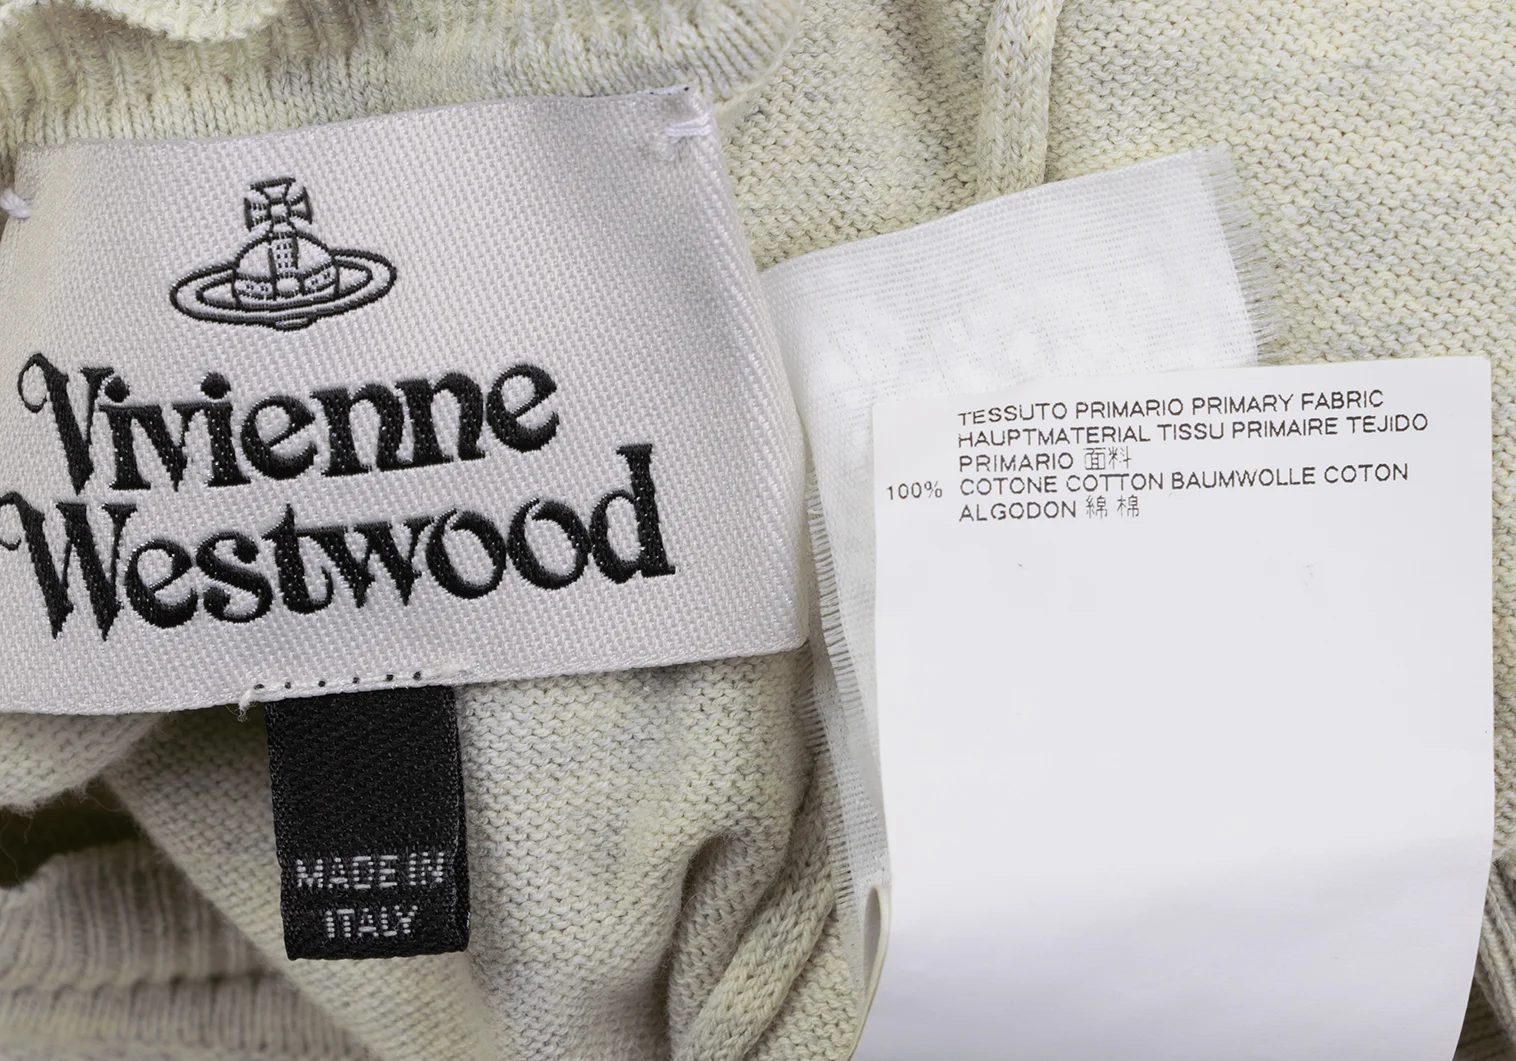 Vivienne
Westwood
MADE IN
ITALY
TESSUTO PRIMARIO PRIMARY FABRIC
HAUPTMATERIAL TISSU PRIMAIRE TEJIDO
PRIMARIO 面料
100% COTONE COTTON BAUMWOLLE COTON
ALGODON 綿 棉